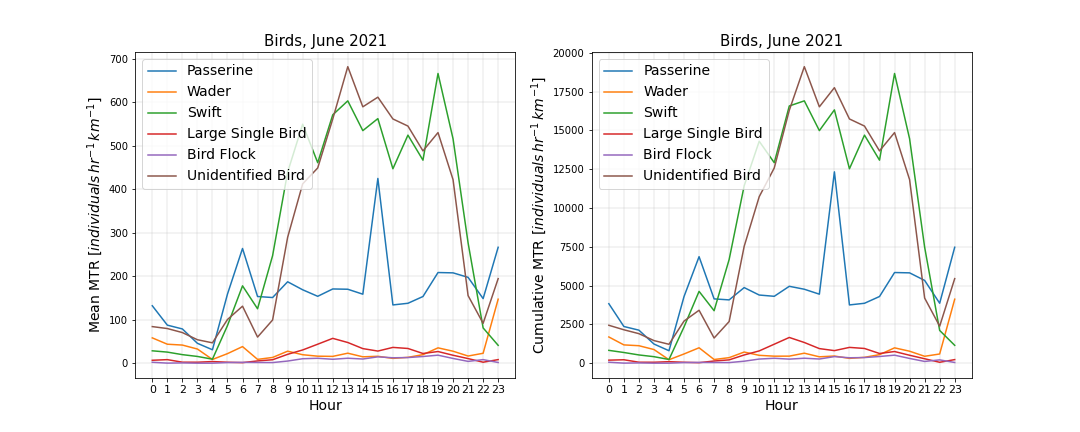 Birds, June 2021
Mean MTR [individuals hr⁻¹ km⁻¹]
700
600
500
400
300
200
100
0
Passerine
Wader
Swift
Large Single Bird
Bird Flock
Unidentified Bird
0 1 2 3 4 5 6 7 8 9 10 11 12 13 14 15 16 17 18 19 20 21 22 23
Hour
Birds, June 2021
Cumulative MTR [individuals hr⁻¹ km⁻¹]
20000
17500
15000
12500
10000
7500
5000
2500
0
Passerine
Wader
Swift
Large Single Bird
Bird Flock
Unidentified Bird
0 1 2 3 4 5 6 7 8 9 10 11 12 13 14 15 16 17 18 19 20 21 22 23
Hour